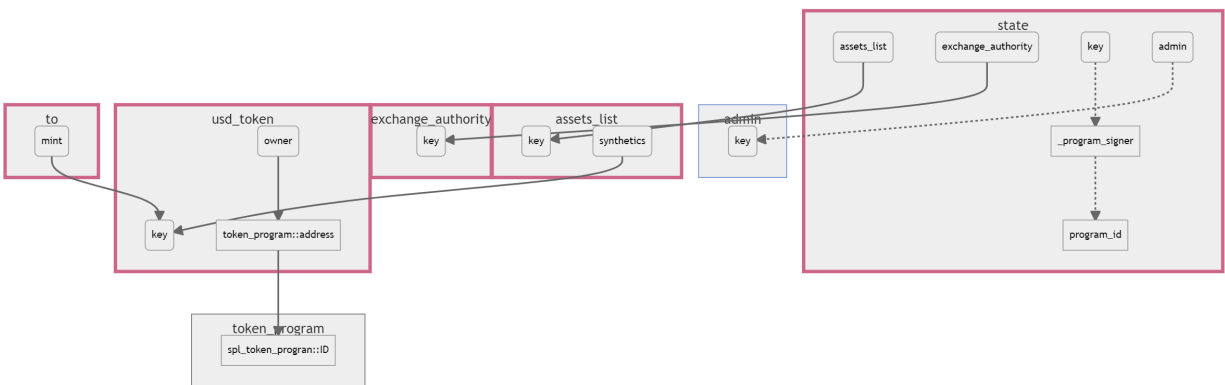 state
assets_list
exchange_authority
key
admin
to
mint
usd_token
owner
exchange_authority
key
assets_list
key
synthetics
admin
key
_program_signer
key
token_program::address
program_id
token_program
spl_token_progran::ID